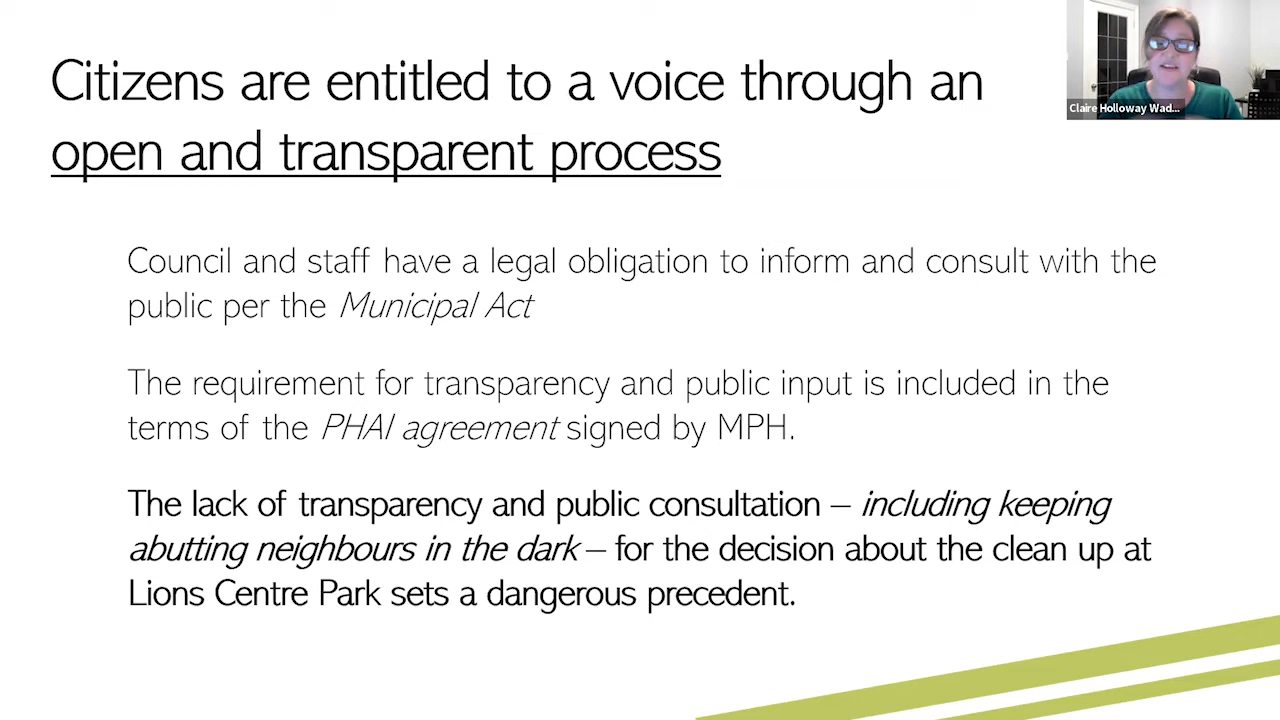 Citizens are entitled to a voice through an
open and transparent process
Claire Holloway Wad...
Council and staff have a legal obligation to inform and consult with the
public per the Municipal Act
The requirement for transparency and public input is included in the
terms of the PHAI agreement signed by MPH.
The lack of transparency and public consultation – including keeping
abutting neighbours in the dark – for the decision about the clean up at
Lions Centre Park sets a dangerous precedent.